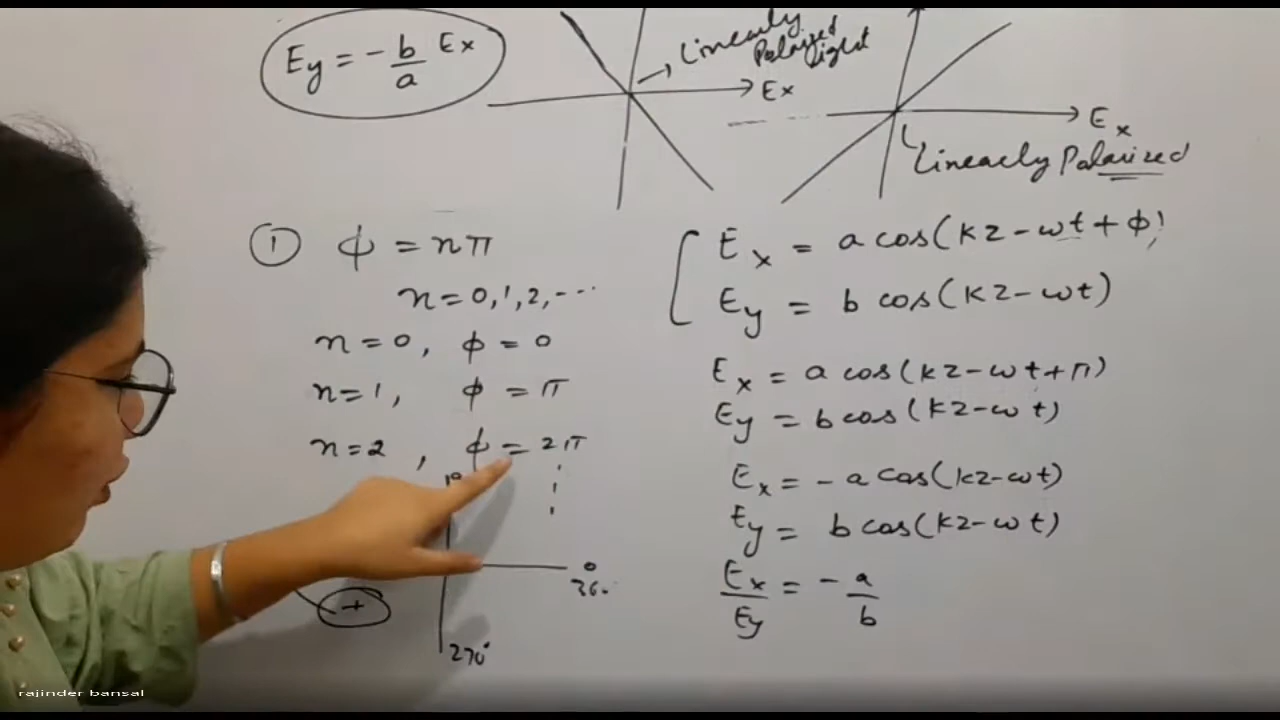 Ey = - b/a Ex
Linearly
Polarized
light
Ex
Ex
Linearly Polarized
① ϕ = nπ
n = 0, 1, 2, ---
n = 0, ϕ = 0
n = 1, ϕ = π
n = 2, ϕ = 2π
0
360
+
270°
Ex = a cos(kz - ωt + ϕ)
Ey = b cos(kz - ωt)
Ex = a cos(kz - ωt + π)
Ey = b cos(kz - ωt)
Ex = - a cos(kz - ωt)
Ey = b cos(kz - ωt)
Ex/Ey = - a/b
rajinder bansal